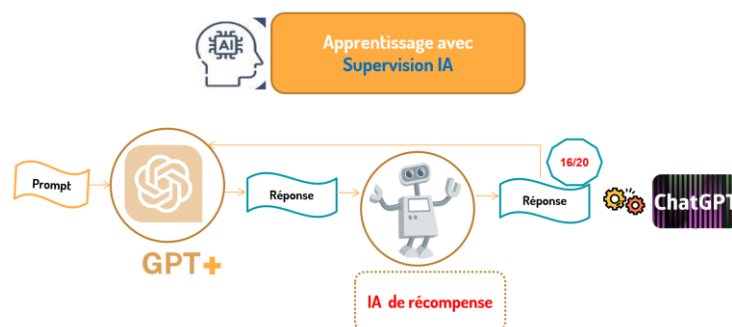 AI
Apprentissage avec
Supervision IA
16/20
Prompt
Réponse
Réponse
ChatGPT
GPT+
IA de récompense